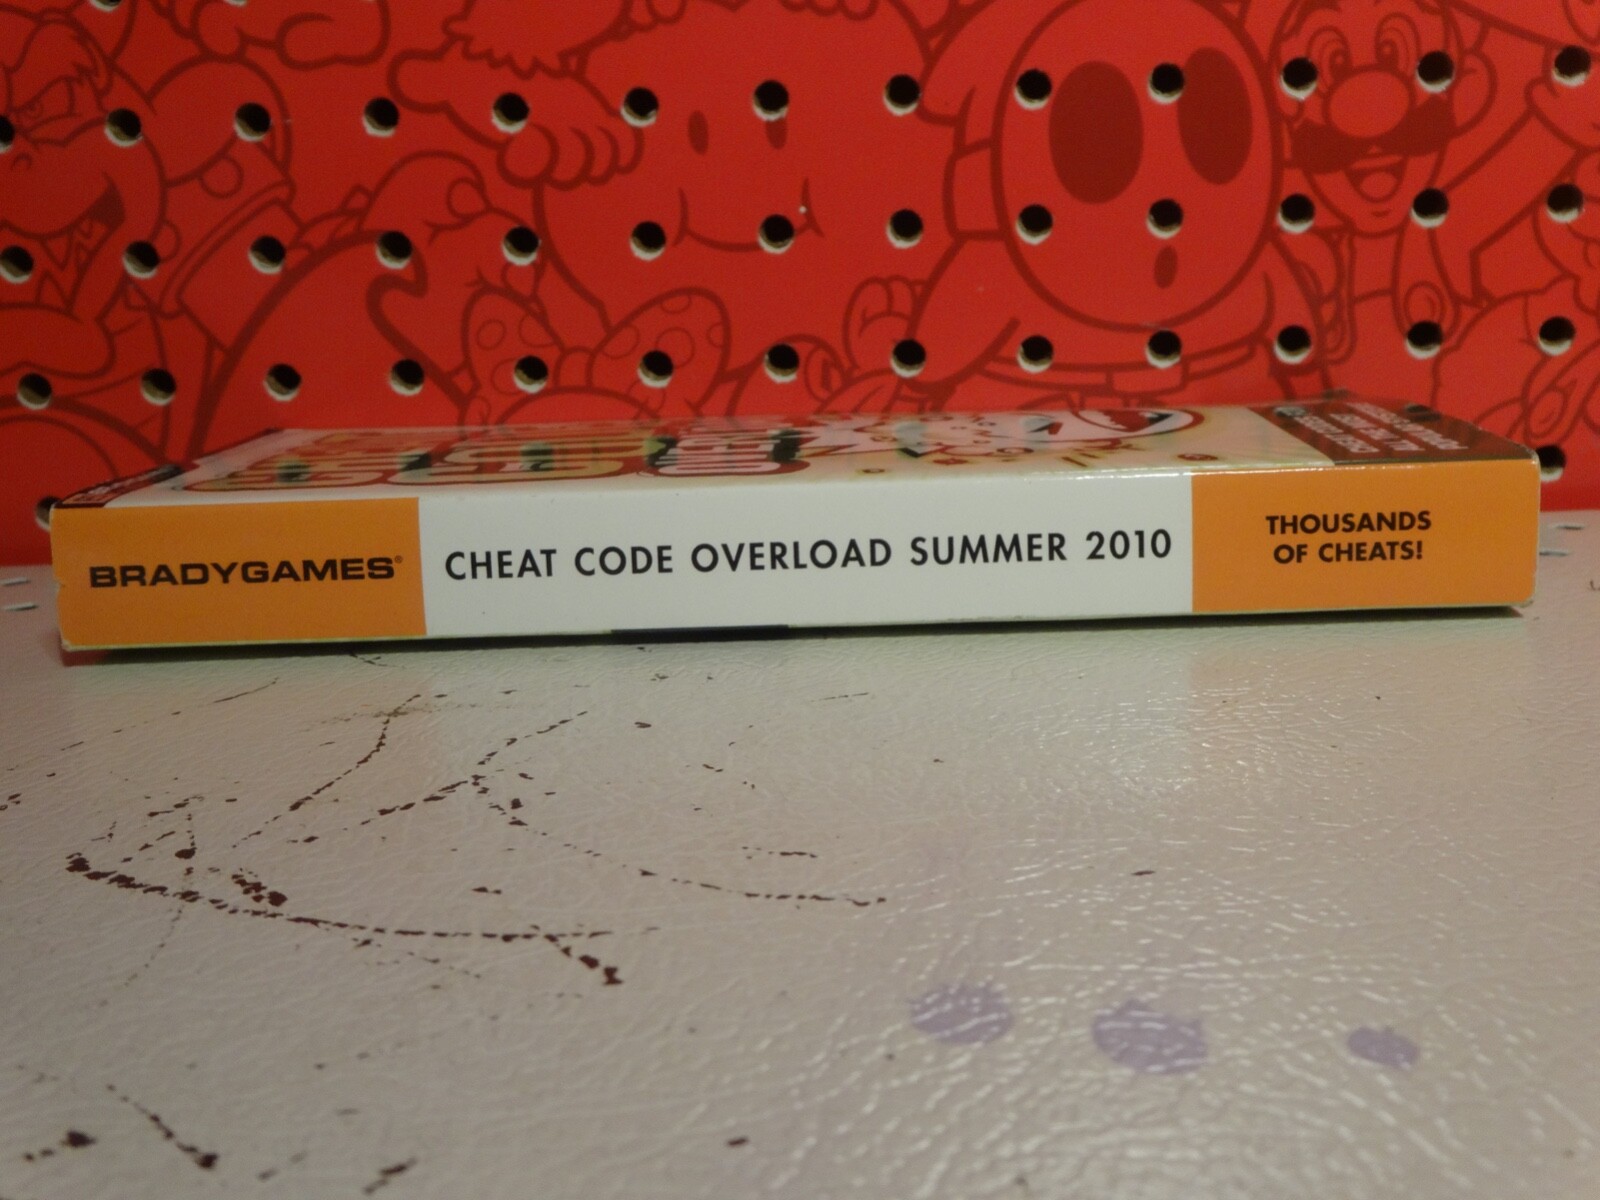 BRADYGAMES®
CHEAT CODE OVERLOAD SUMMER 2010
THOUSANDS
OF CHEATS!